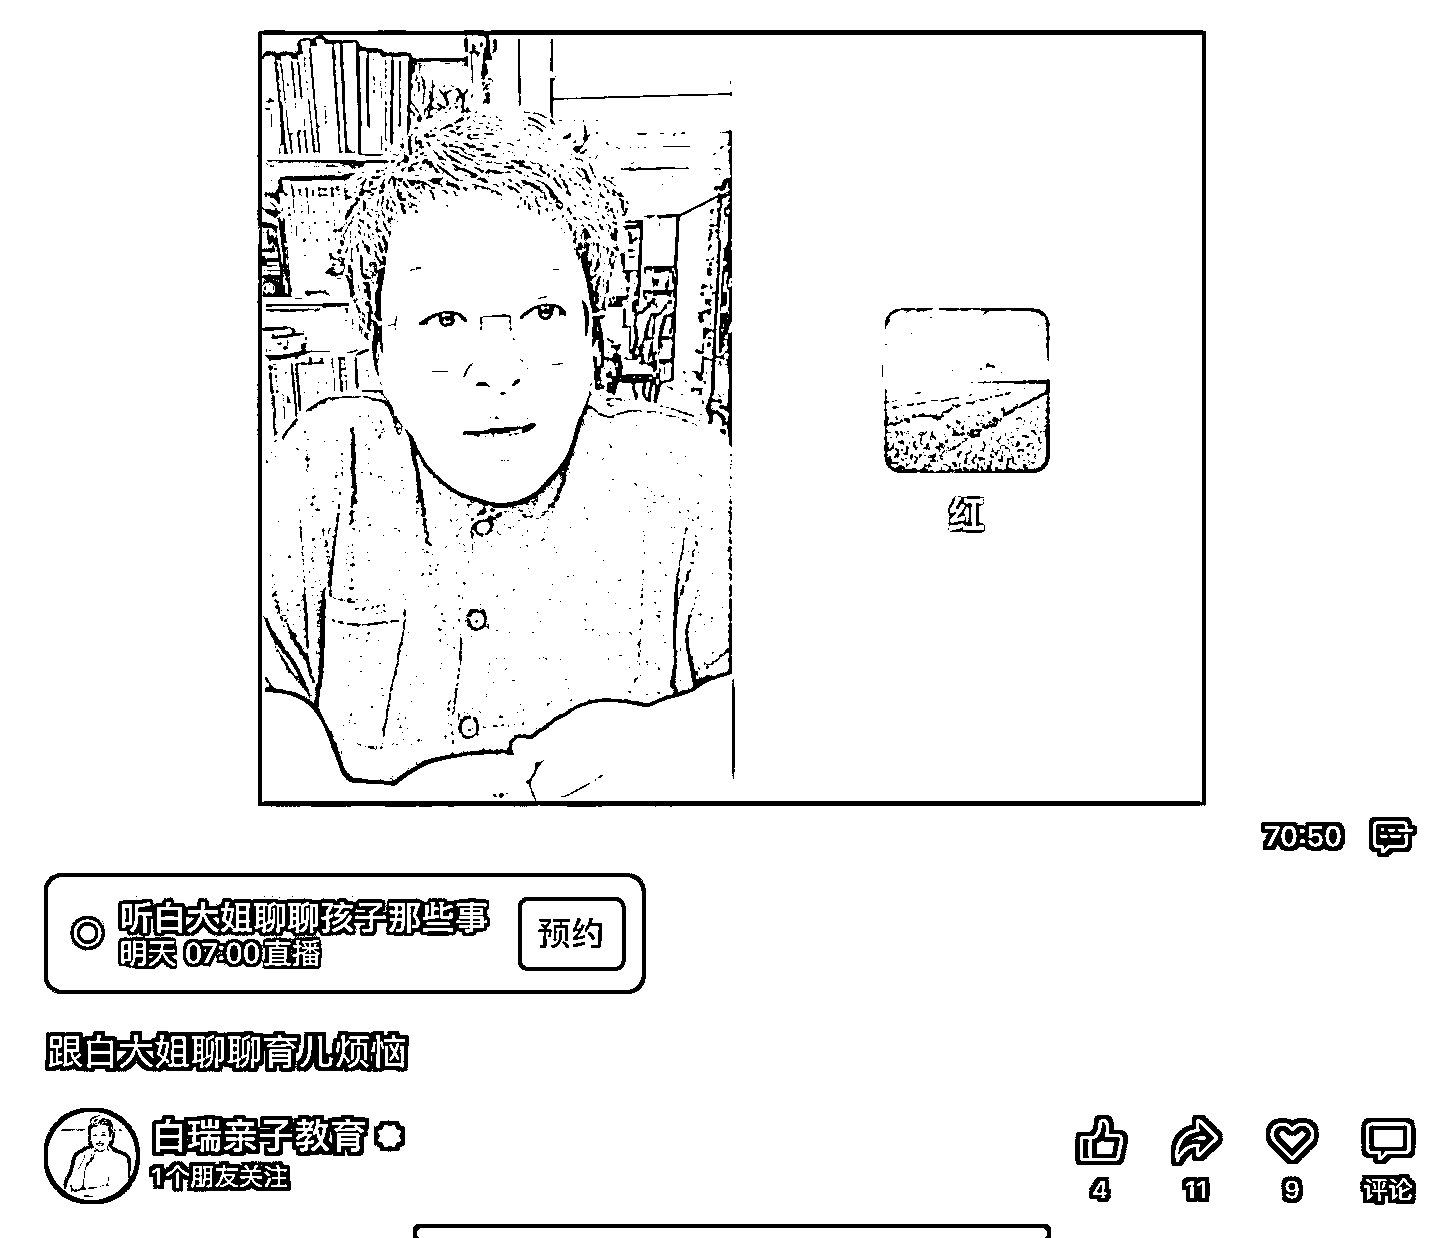 红
70:50
听白大姐聊聊孩子那些事
明天 07:00直播
预约
跟白大姐聊聊育儿烦恼
白瑞亲子教育
1个朋友关注
4
11
9
评论